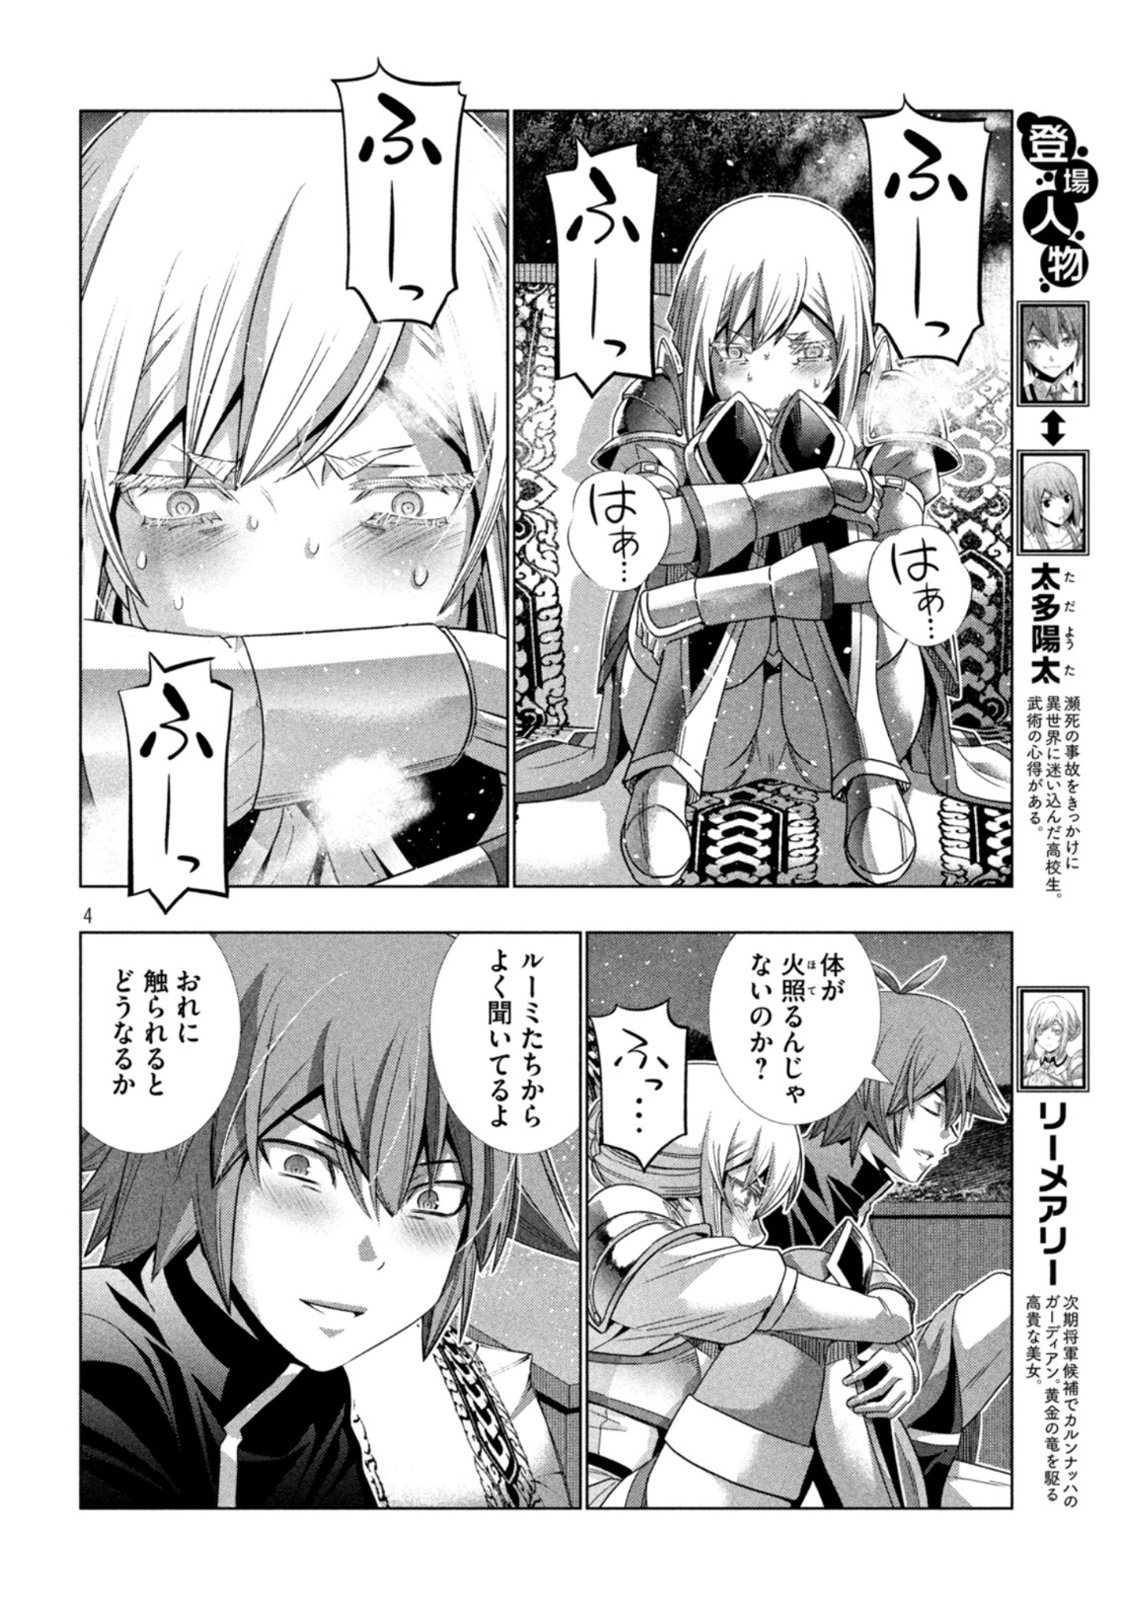 登場人物
太多陽太
ただようた
瀕死の事故をきっかけに
異世界に迷い込んだ高校生。
武術の心得がある。
リーメアリー
次期将軍候補でカルンナッハの
ガーディアン。黄金の竜を駆る
高貴な美女。
ふーっ
ふーっ
はぁ…
はぁ…
ふーっ
ふーっ
4
体が
火照るんじゃ
ほて
ないのか?
ふっ…
ルーミたちから
よく聞いてるよ
おれに
触られると
どうなるか